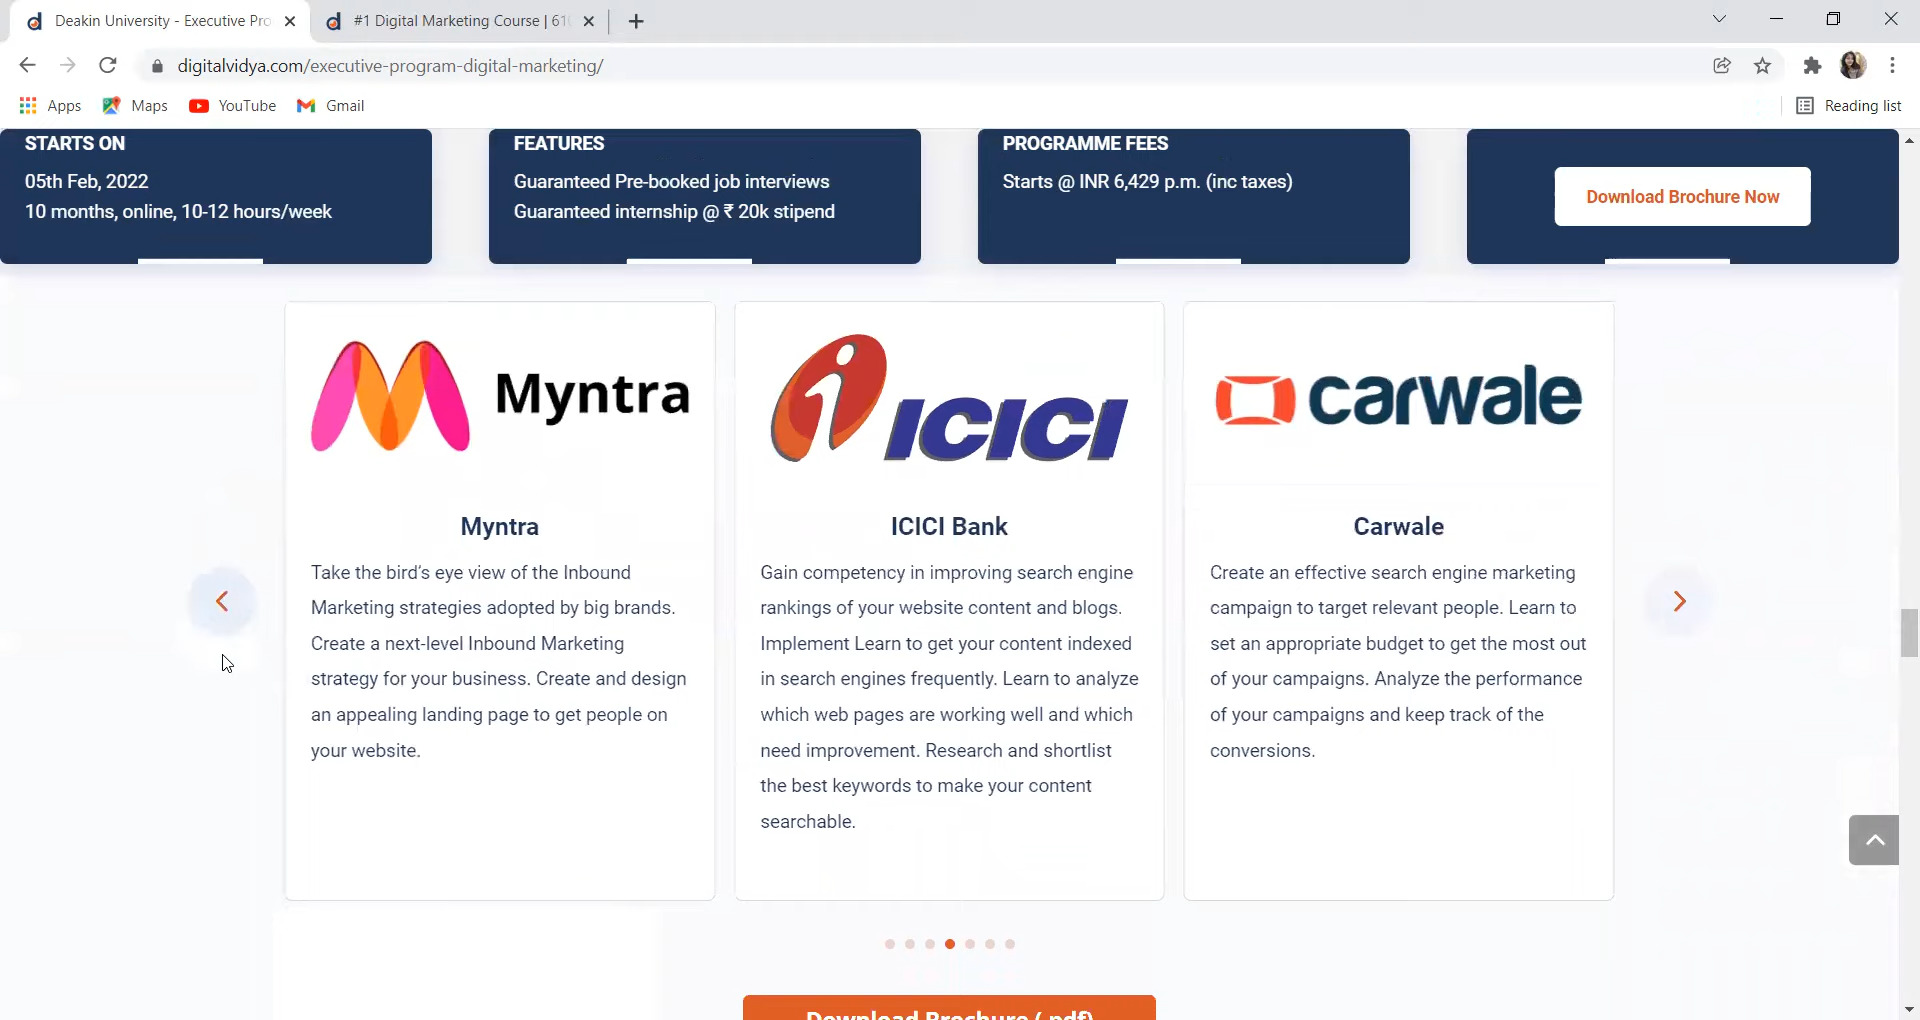 Deakin University - Executive Pro
#1 Digital Marketing Course | 61
digitalvidya.com/executive-program-digital-marketing/
Apps
Maps
YouTube
Gmail
Reading list
STARTS ON
05th Feb, 2022
10 months, online, 10-12 hours/week
FEATURES
Guaranteed Pre-booked job interviews
Guaranteed internship @ ₹ 20k stipend
PROGRAMME FEES
Starts @ INR 6,429 p.m. (inc taxes)
Download Brochure Now
Myntra
Myntra
Take the bird's eye view of the Inbound
Marketing strategies adopted by big brands.
Create a next-level Inbound Marketing
strategy for your business. Create and design
an appealing landing page to get people on
your website.
ICICI
ICICI Bank
Gain competency in improving search engine
rankings of your website content and blogs.
Implement Learn to get your content indexed
in search engines frequently. Learn to analyze
which web pages are working well and which
need improvement. Research and shortlist
the best keywords to make your content
searchable.
carwale
Carwale
Create an effective search engine marketing
campaign to target relevant people. Learn to
set an appropriate budget to get the most out
of your campaigns. Analyze the performance
of your campaigns and keep track of the
conversions.
Download Brochure (.pdf)